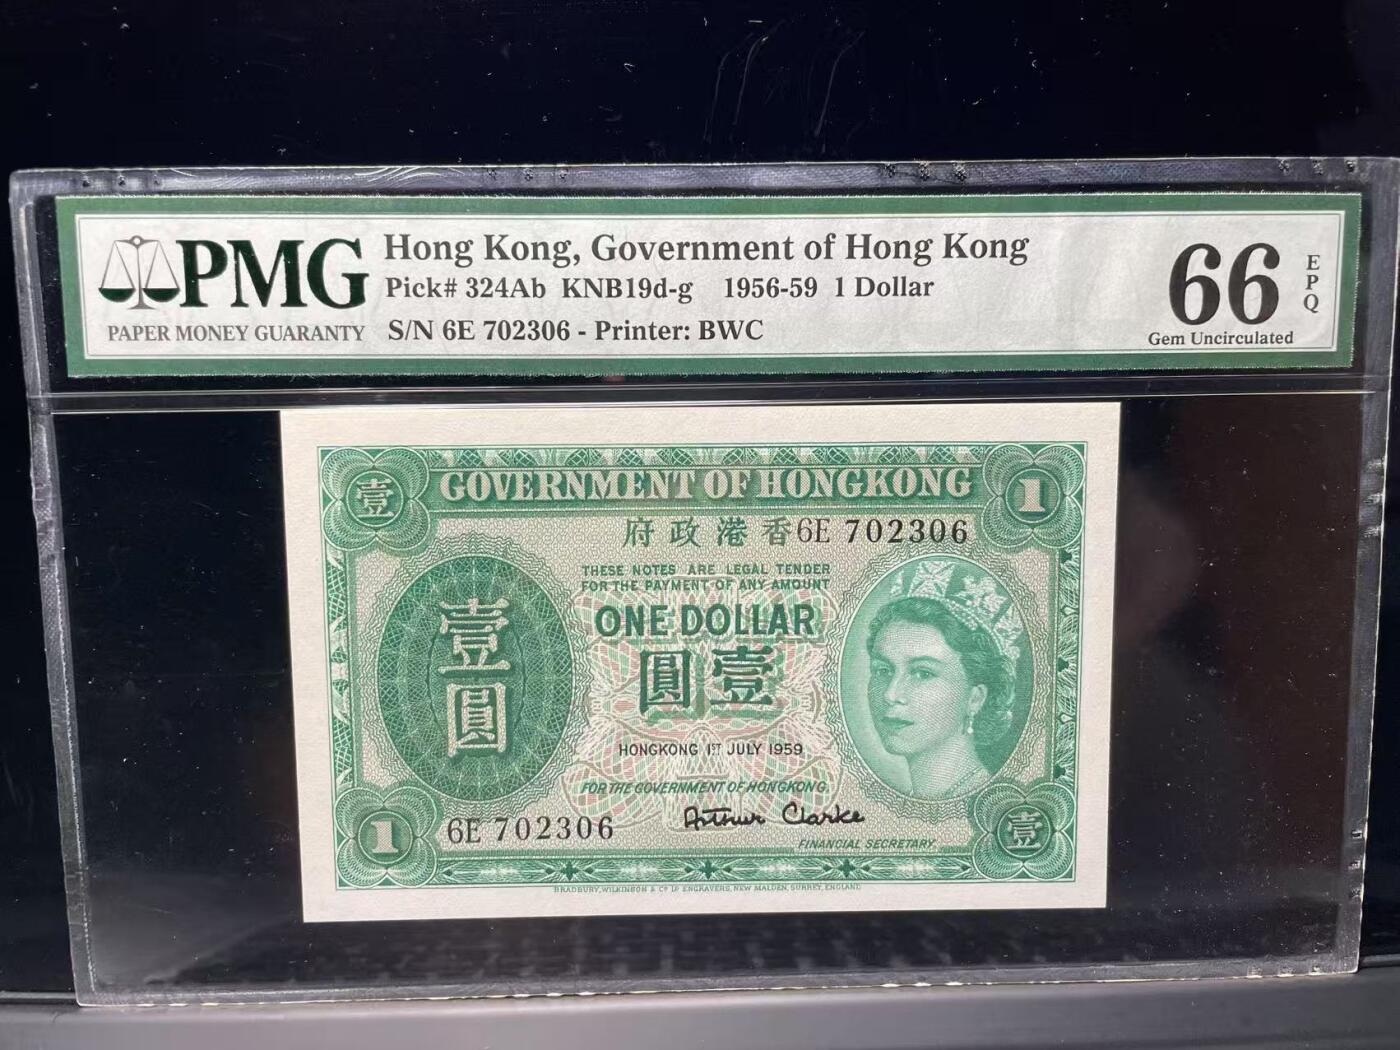 PMG
PAPER MONEY GUARANTY
Hong Kong, Government of Hong Kong
Pick# 324Ab KNB19d-g 1956-59 1 Dollar
S/N 6E 702306 - Printer: BWC
66
EPQ
Gem Uncirculated
壹
GOVERNMENT OF HONGKONG
1
府政港香
6E 702306
THESE NOTES ARE LEGAL TENDER
FOR THE PAYMENT OF ANY AMOUNT
ONE DOLLAR
圓壹
壹圓
HONGKONG 1ST JULY 1959
FOR THE GOVERNMENT OF HONGKONG.
Arthur Clarke
FINANCIAL SECRETARY.
1
6E 702306
壹
BRADBURY, WILKINSON & Co Ld ENGRAVERS, NEW MALDEN, SURREY, ENGLAND